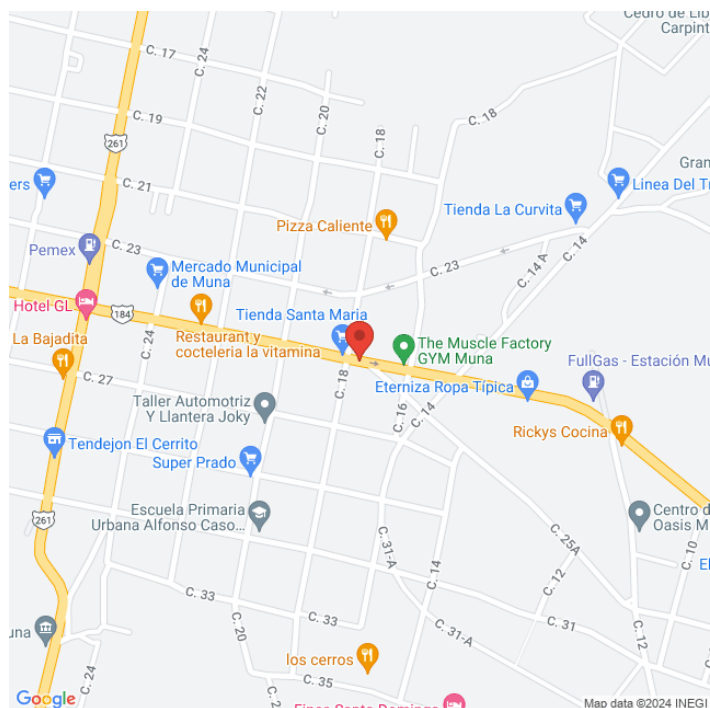 Cedro de Lib
Carpint
C. 17
C. 24
C. 20
C. 18
C. 18
C. 19
C. 22
261
Gran
ers
C. 21
Linea Del Tr
Tienda La Curvita
Pizza Caliente
Pemex
C. 23
C. 23
C. 14 A
C. 14
Mercado Municipal
de Muna
Hotel GL
184
Tienda Santa Maria
La Bajadita
Restaurant y
cocteleria la vitamina
The Muscle Factory
GYM Muna
FullGas - Estación Mu
C. 27
C. 18
Eterniza Ropa Típica
Taller Automotriz
Y Llantera Joky
C. 16
C. 14
Rickys Cocina
Tendejon El Cerrito
Super Prado
261
Escuela Primaria
Urbana Alfonso Caso...
Centro d
Oasis M
C. 25A
C. 31-A
C. 14
C. 12
C. 10
El
C. 33
C. 33
C. 31
una
C. 20
C. 31-A
los cerros
C. 12
C. 24
C. 35
Google
Map data ©2024 INEGI